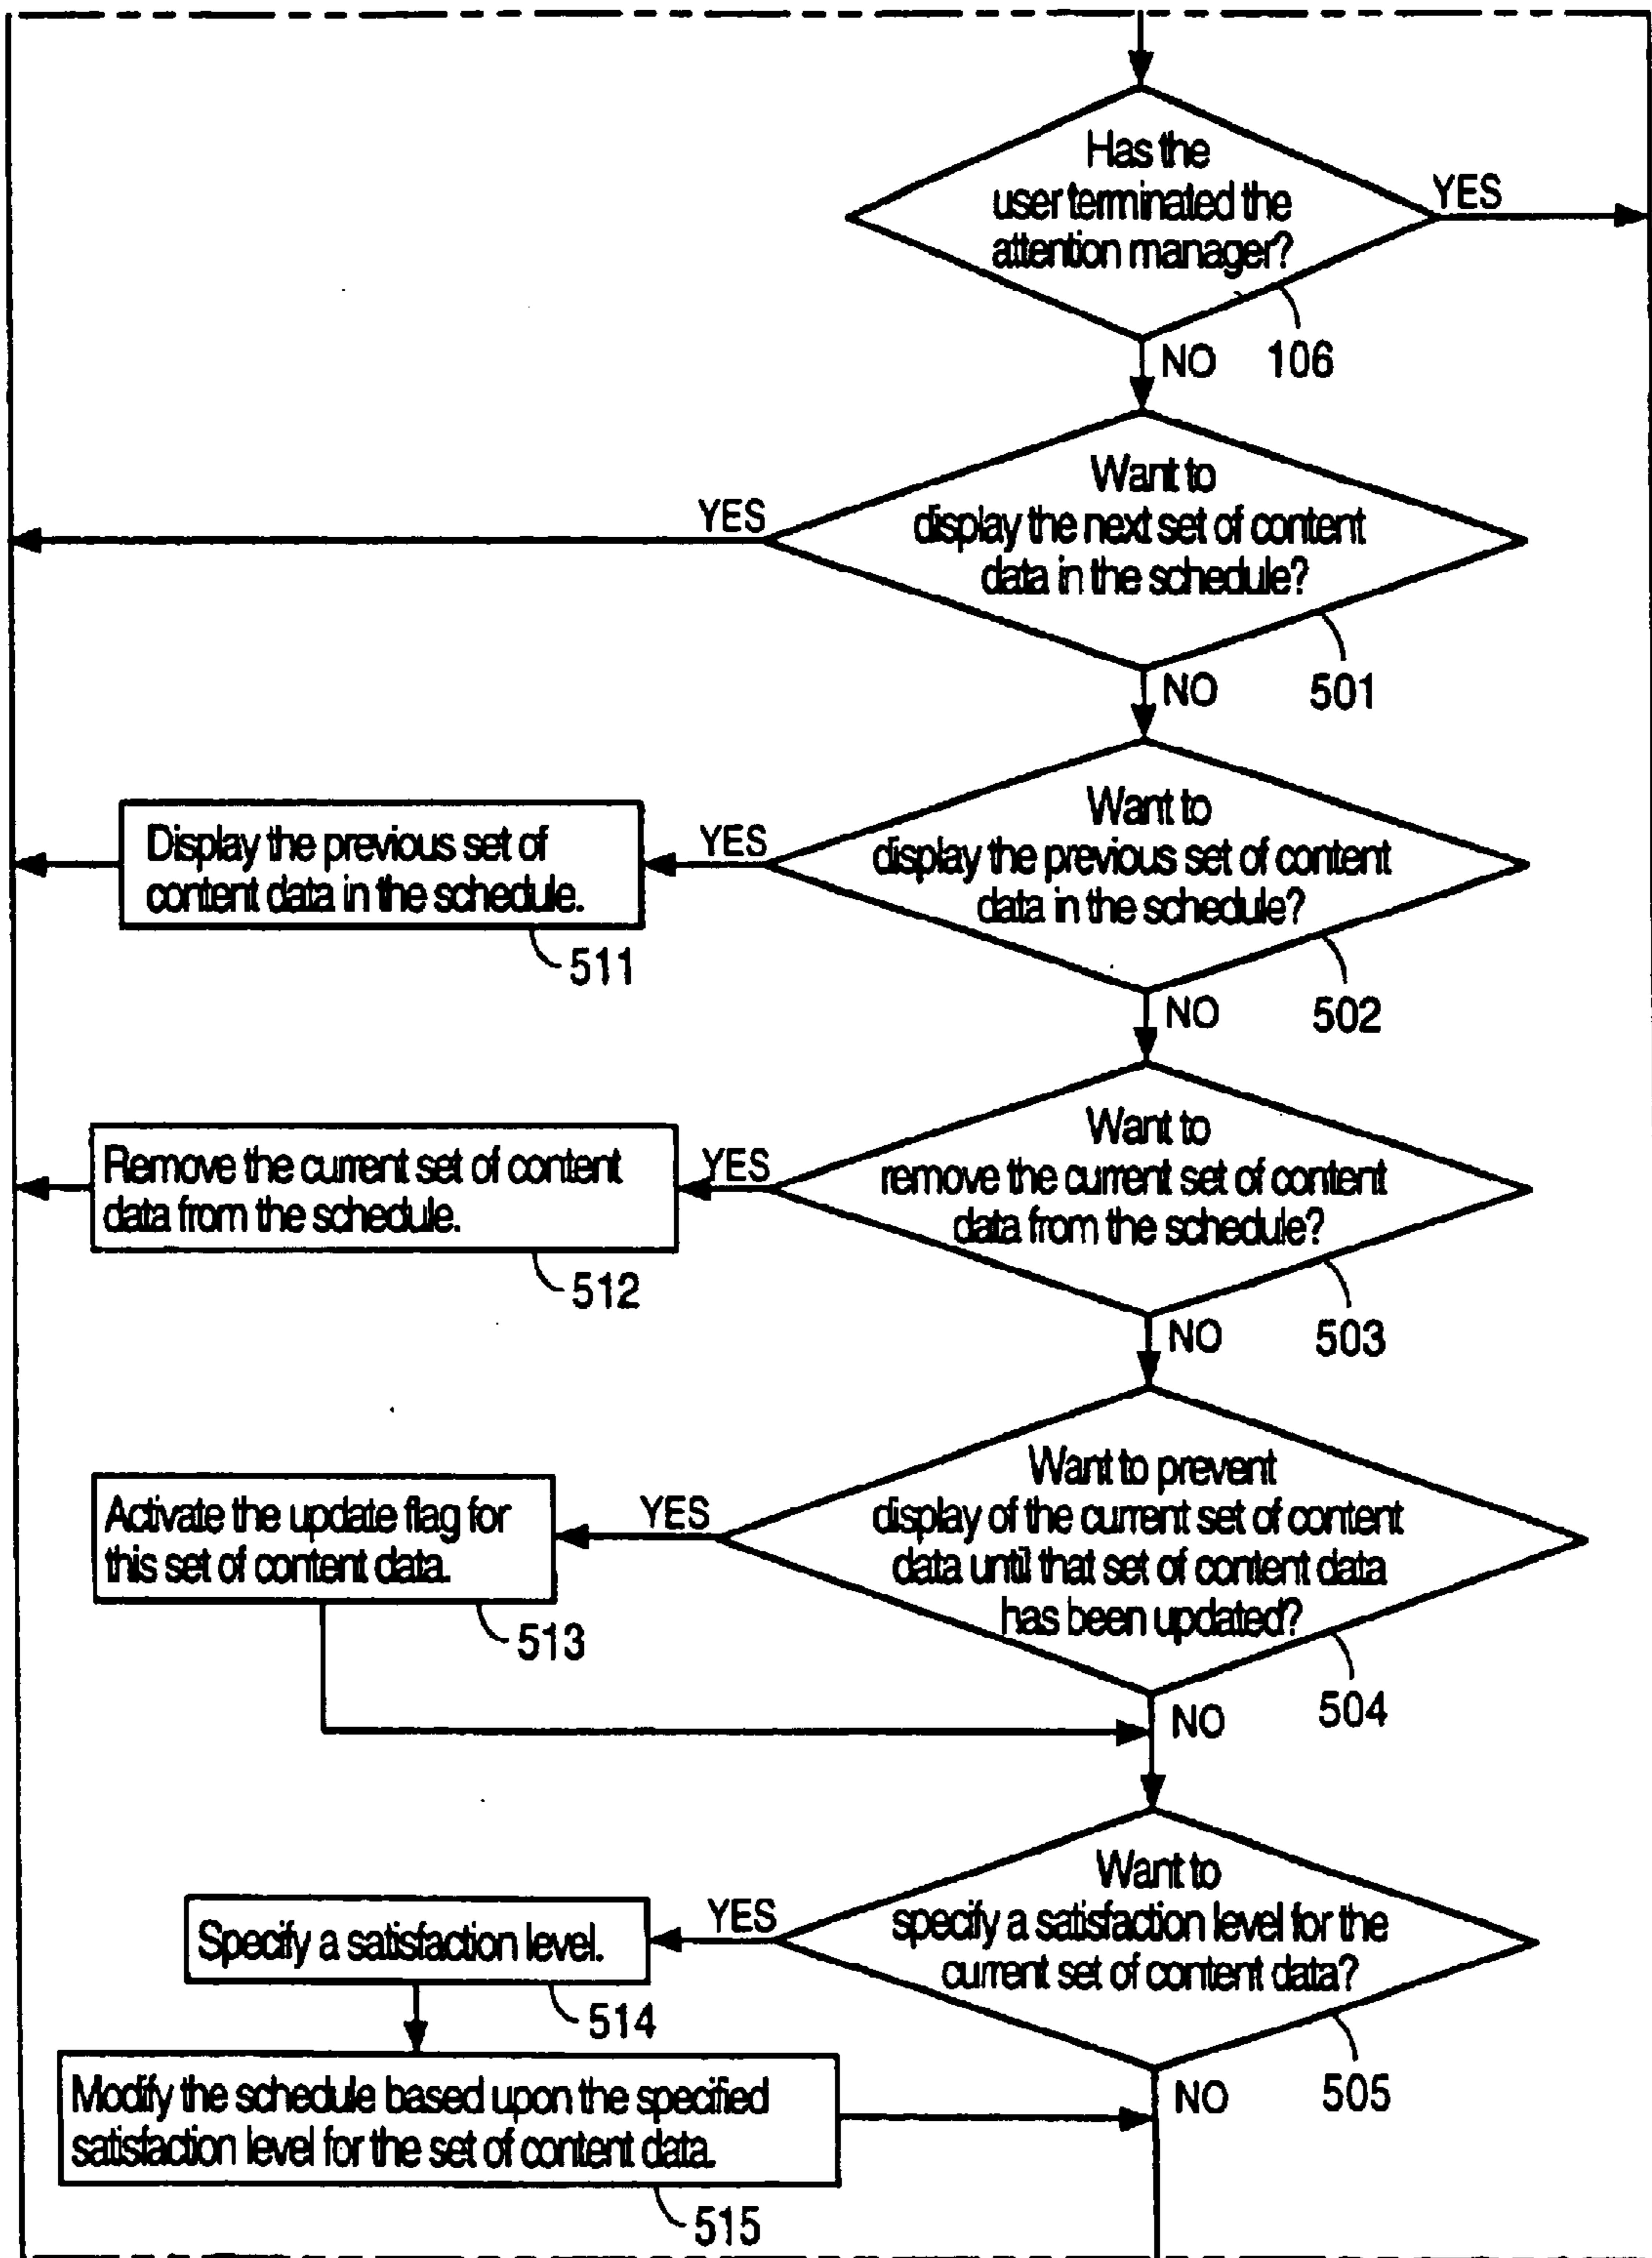 Has the
user terminated the
attention manager?
YES
NO
106
Want to
display the next set of content
data in the schedule?
YES
NO
501
Want to
display the previous set of content
data in the schedule?
YES
Display the previous set of
content data in the schedule.
511
NO
502
Want to
remove the current set of content
data from the schedule?
YES
Remove the current set of content
data from the schedule.
512
NO
503
Want to prevent
display of the current set of content
data until that set of content data
has been updated?
YES
Activate the update flag for
this set of content data.
513
NO
504
Want to
specify a satisfaction level for the
current set of content data?
YES
Specify a satisfaction level.
514
NO
505
Modify the schedule based upon the specified
satisfaction level for the set of content data.
515